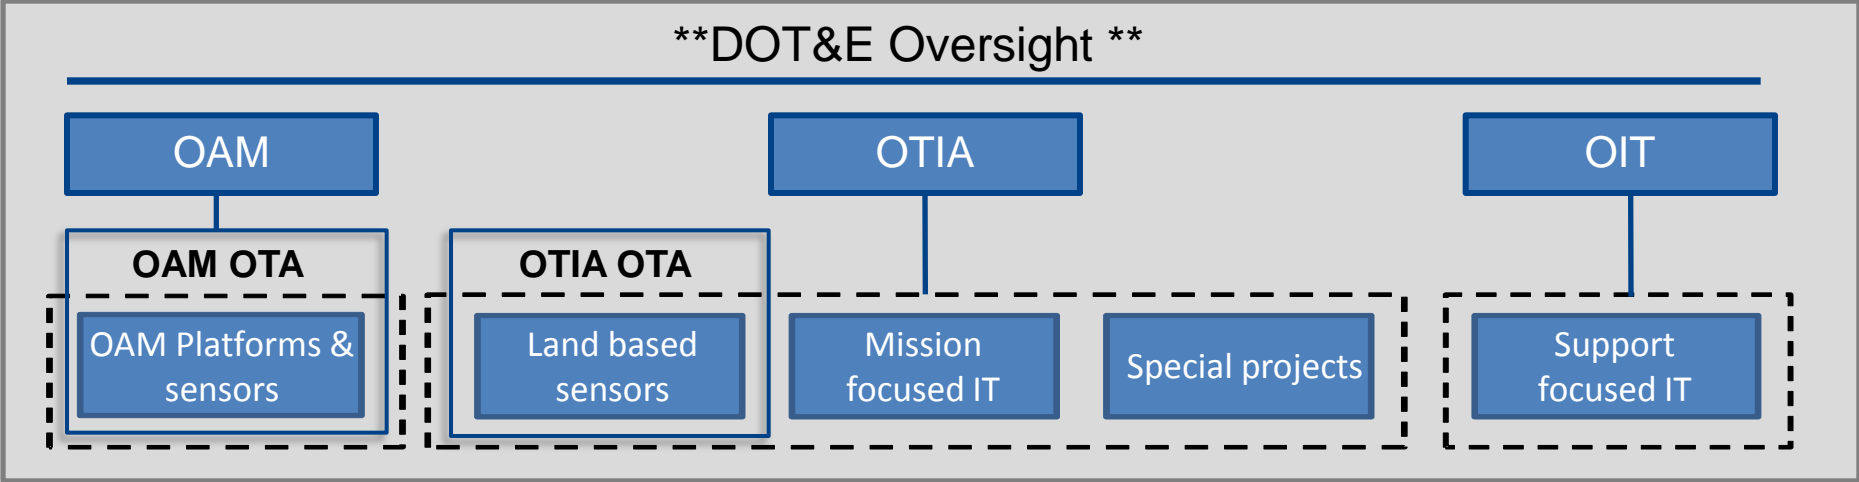 **DOT&E Oversight **
OAM
OTIA
OIT
OAM OTA
OTIA OTA
OAM Platforms &
sensors
Land based
sensors
Mission
focused IT
Special projects
Support
focused IT